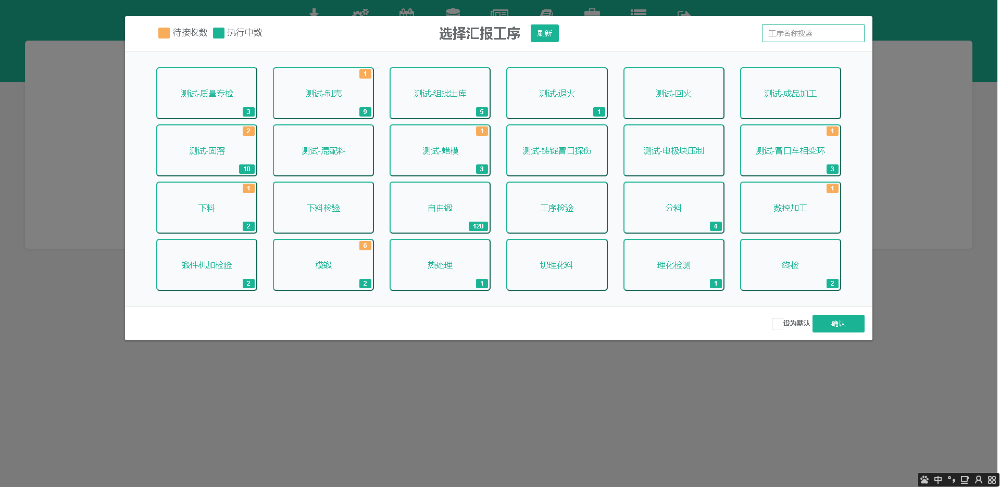 待接收数 执行中数
选择汇报工序 刷新
工序名称搜索
测试-质量专检 3
1 测试-制壳 9
测试-组批出库 5
测试-退火 1
测试-回火
测试-成品加工
2 测试-固溶 10
测试-混配料
1 测试-蜡模 3
测试-铸锭冒口探伤
测试-电极块压制
1 测试-冒口车相变环 3
1 下料 2
下料检验
自由锻 120
工序检验
分料 4
1 数控加工
锻件机加检验 2
6 模锻 2
热处理 1
切理化料
理化检测 1
终检 2
设为默认 确认
中